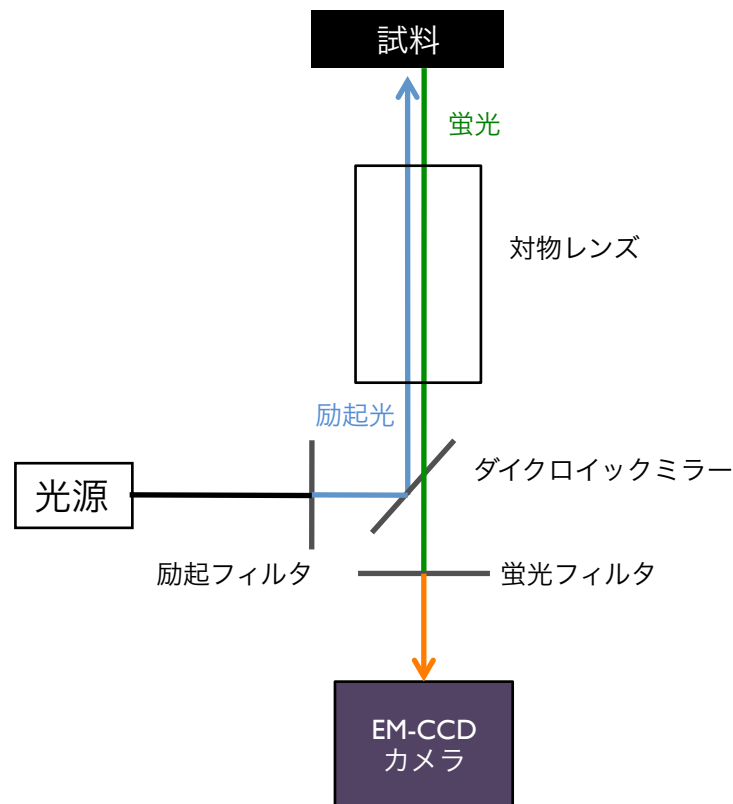 試料
蛍光
対物レンズ
励起光
ダイクロイックミラー
光源
励起フィルタ
蛍光フィルタ
EM-CCD
カメラ